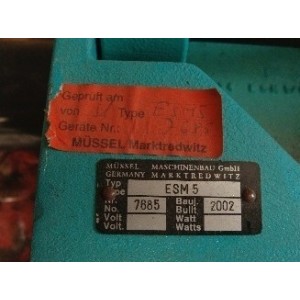 Geprüft am
von Type ESM5
Geräte Nr.:
MÜSSEL Marktredwitz
MÜSSEL MASCHINENBAU GmbH
GERMANY MARKTREDWITZ
Typ
Type ESM 5
Nr. Bauj.
No. 7685 Built 2002
Volt Watt
Volt. Watts